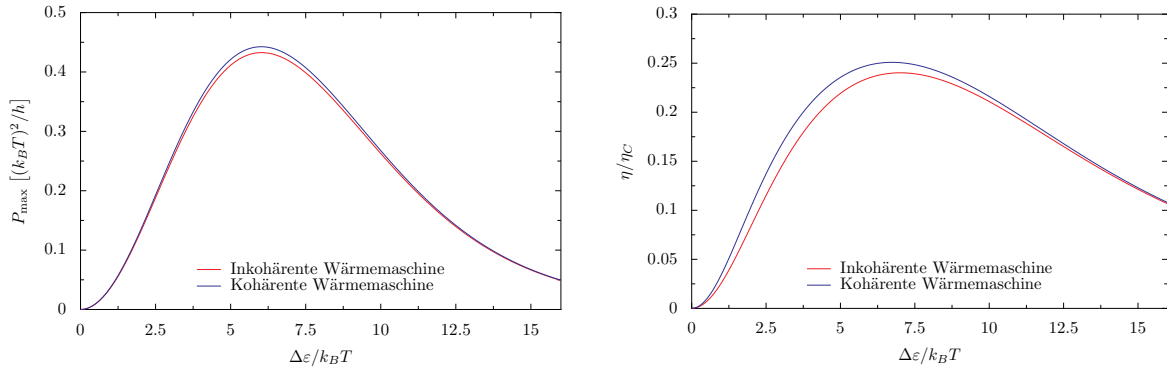 0.5
0.4
0.3
0.2
0.1
0
P_max [(k_BT)²/h]
Inkohärente Wärmemaschine
Kohärente Wärmemaschine
0 2.5 5 7.5 10 12.5 15
Δε/k_BT
0.3
0.25
0.2
0.15
0.1
0.05
0
η/η_C
Inkohärente Wärmemaschine
Kohärente Wärmemaschine
0 2.5 5 7.5 10 12.5 15
Δε/k_BT